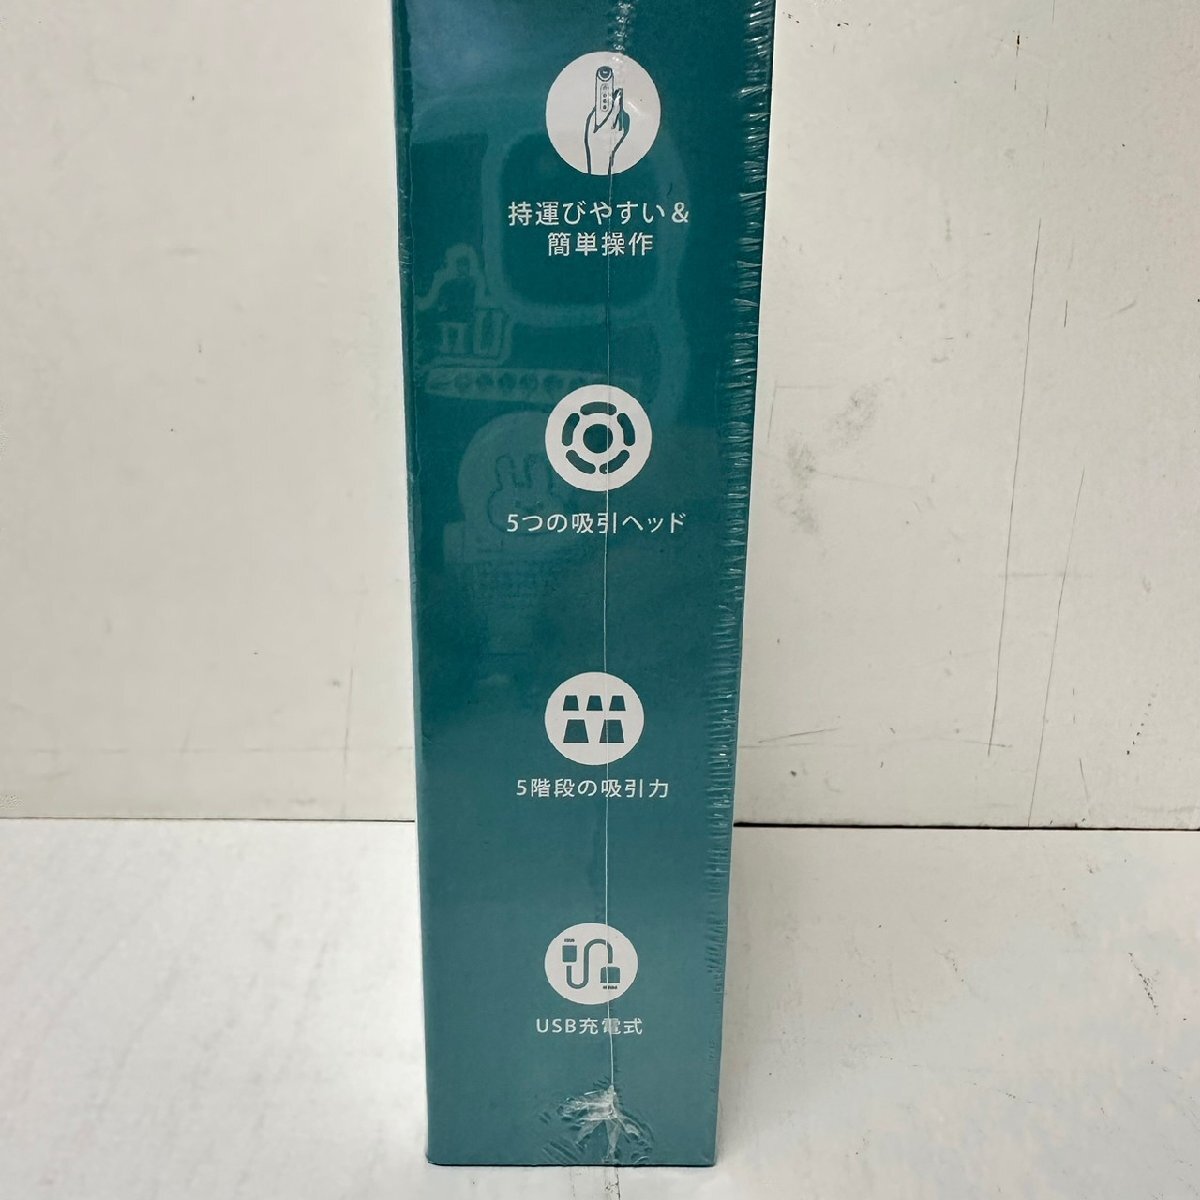 持運びやすい&
簡単操作
5つの吸引ヘッド
5階段の吸引力
USB充電式